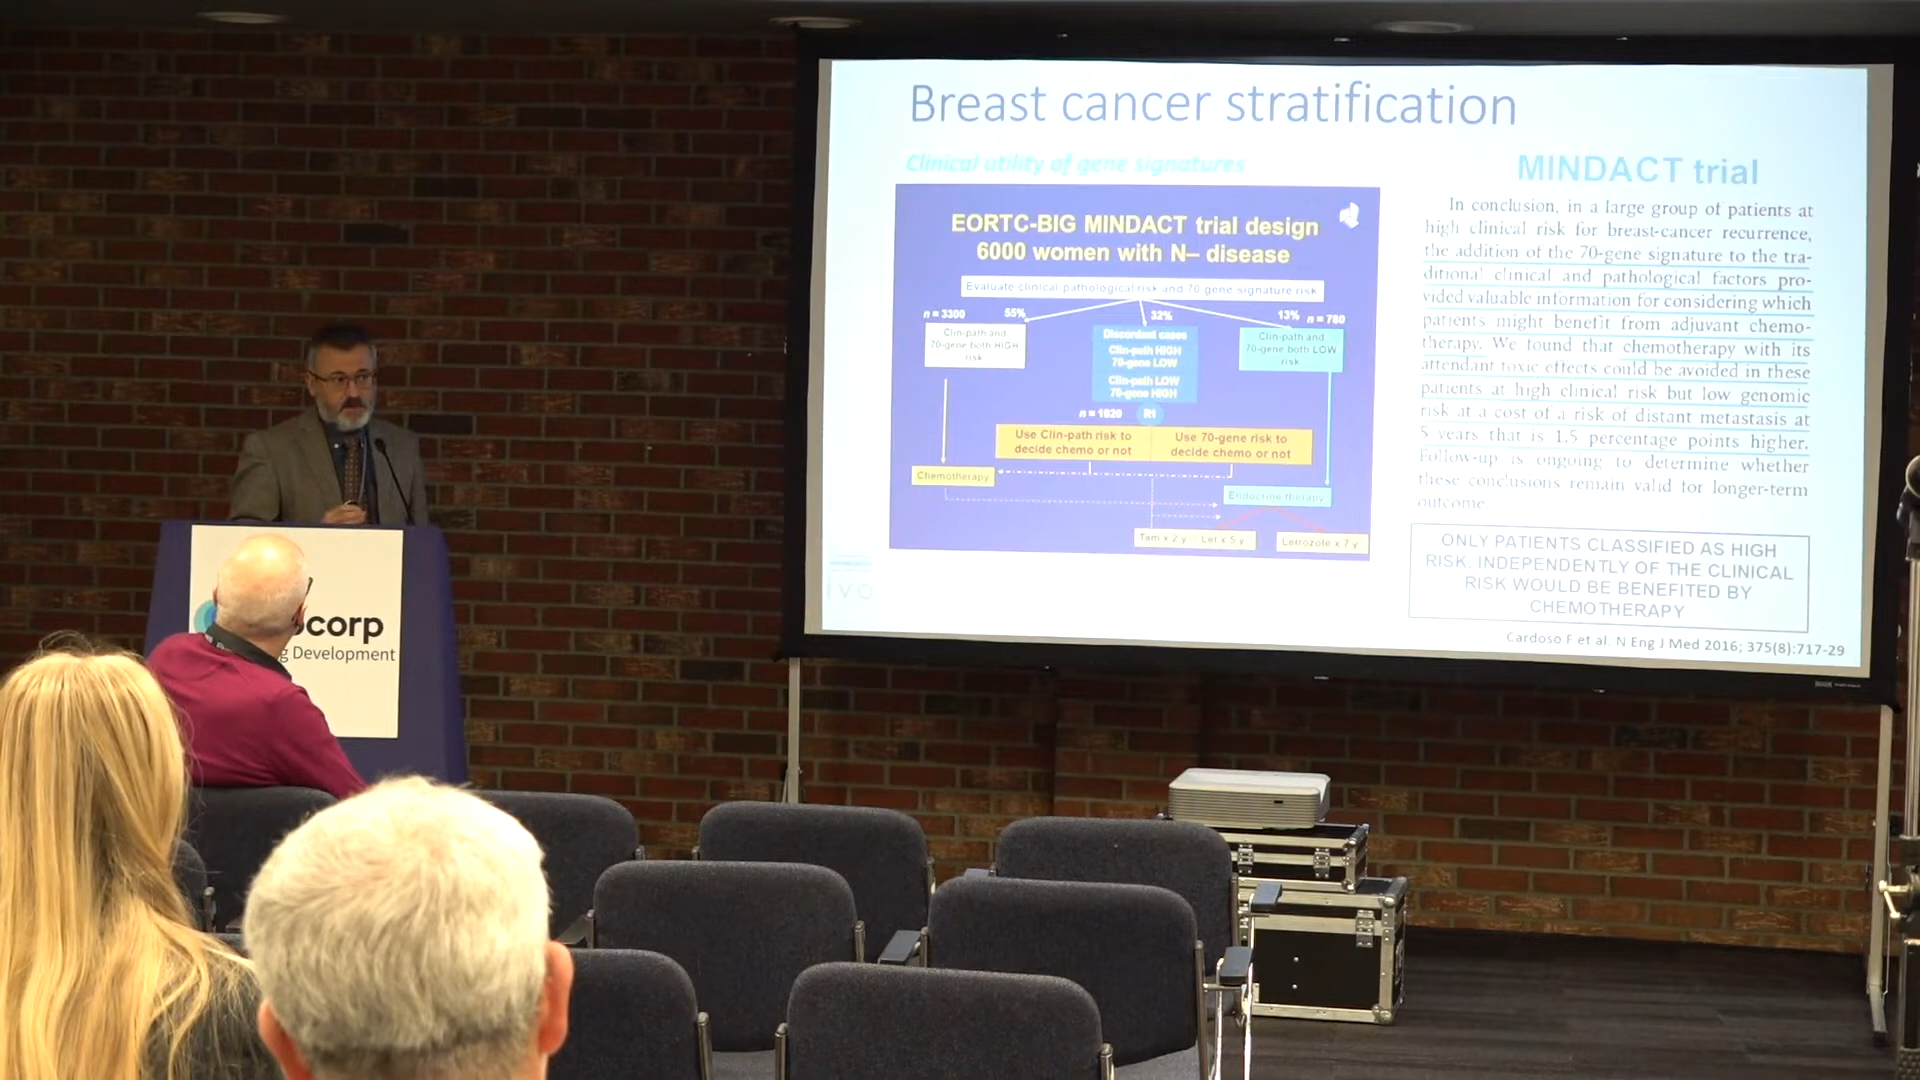 Breast cancer stratification
Clinical utility of gene signatures
EORTC-BIG MINDACT trial design
6000 women with N– disease
Evaluate clinical-pathological risk and 70-gene signature risk
n = 3300
55%
32%
13%
n = 780
Clin-path and
70-gene both HIGH
risk
Discordant cases
Clin-path HIGH
70-gene LOW
Clin-path LOW
70-gene HIGH
Clin-path and
70-gene both LOW
risk
n = 1920
R1
Use Clin-path risk to
decide chemo or not
Use 70-gene risk to
decide chemo or not
Chemotherapy
Endocrine therapy
Tam x 2 y - Let x 5 y
Letrozole x 7 y
MINDACT trial
In conclusion, in a large group of patients at
high clinical risk for breast-cancer recurrence,
the addition of the 70-gene signature to the tra-
ditional clinical and pathological factors pro-
vided valuable information for considering which
patients might benefit from adjuvant chemo-
therapy. We found that chemotherapy with its
attendant toxic effects could be avoided in these
patients at high clinical risk but low genomic
risk at a cost of a risk of distant metastasis at
5 years that is 1.5 percentage points higher.
Follow-up is ongoing to determine whether
these conclusions remain valid for longer-term
outcome.
ONLY PATIENTS CLASSIFIED AS HIGH
RISK, INDEPENDENTLY OF THE CLINICAL
RISK WOULD BE BENEFITED BY
CHEMOTHERAPY
Cardoso F et al. N Eng J Med 2016; 375(8):717-29
IVO
corp
g Development